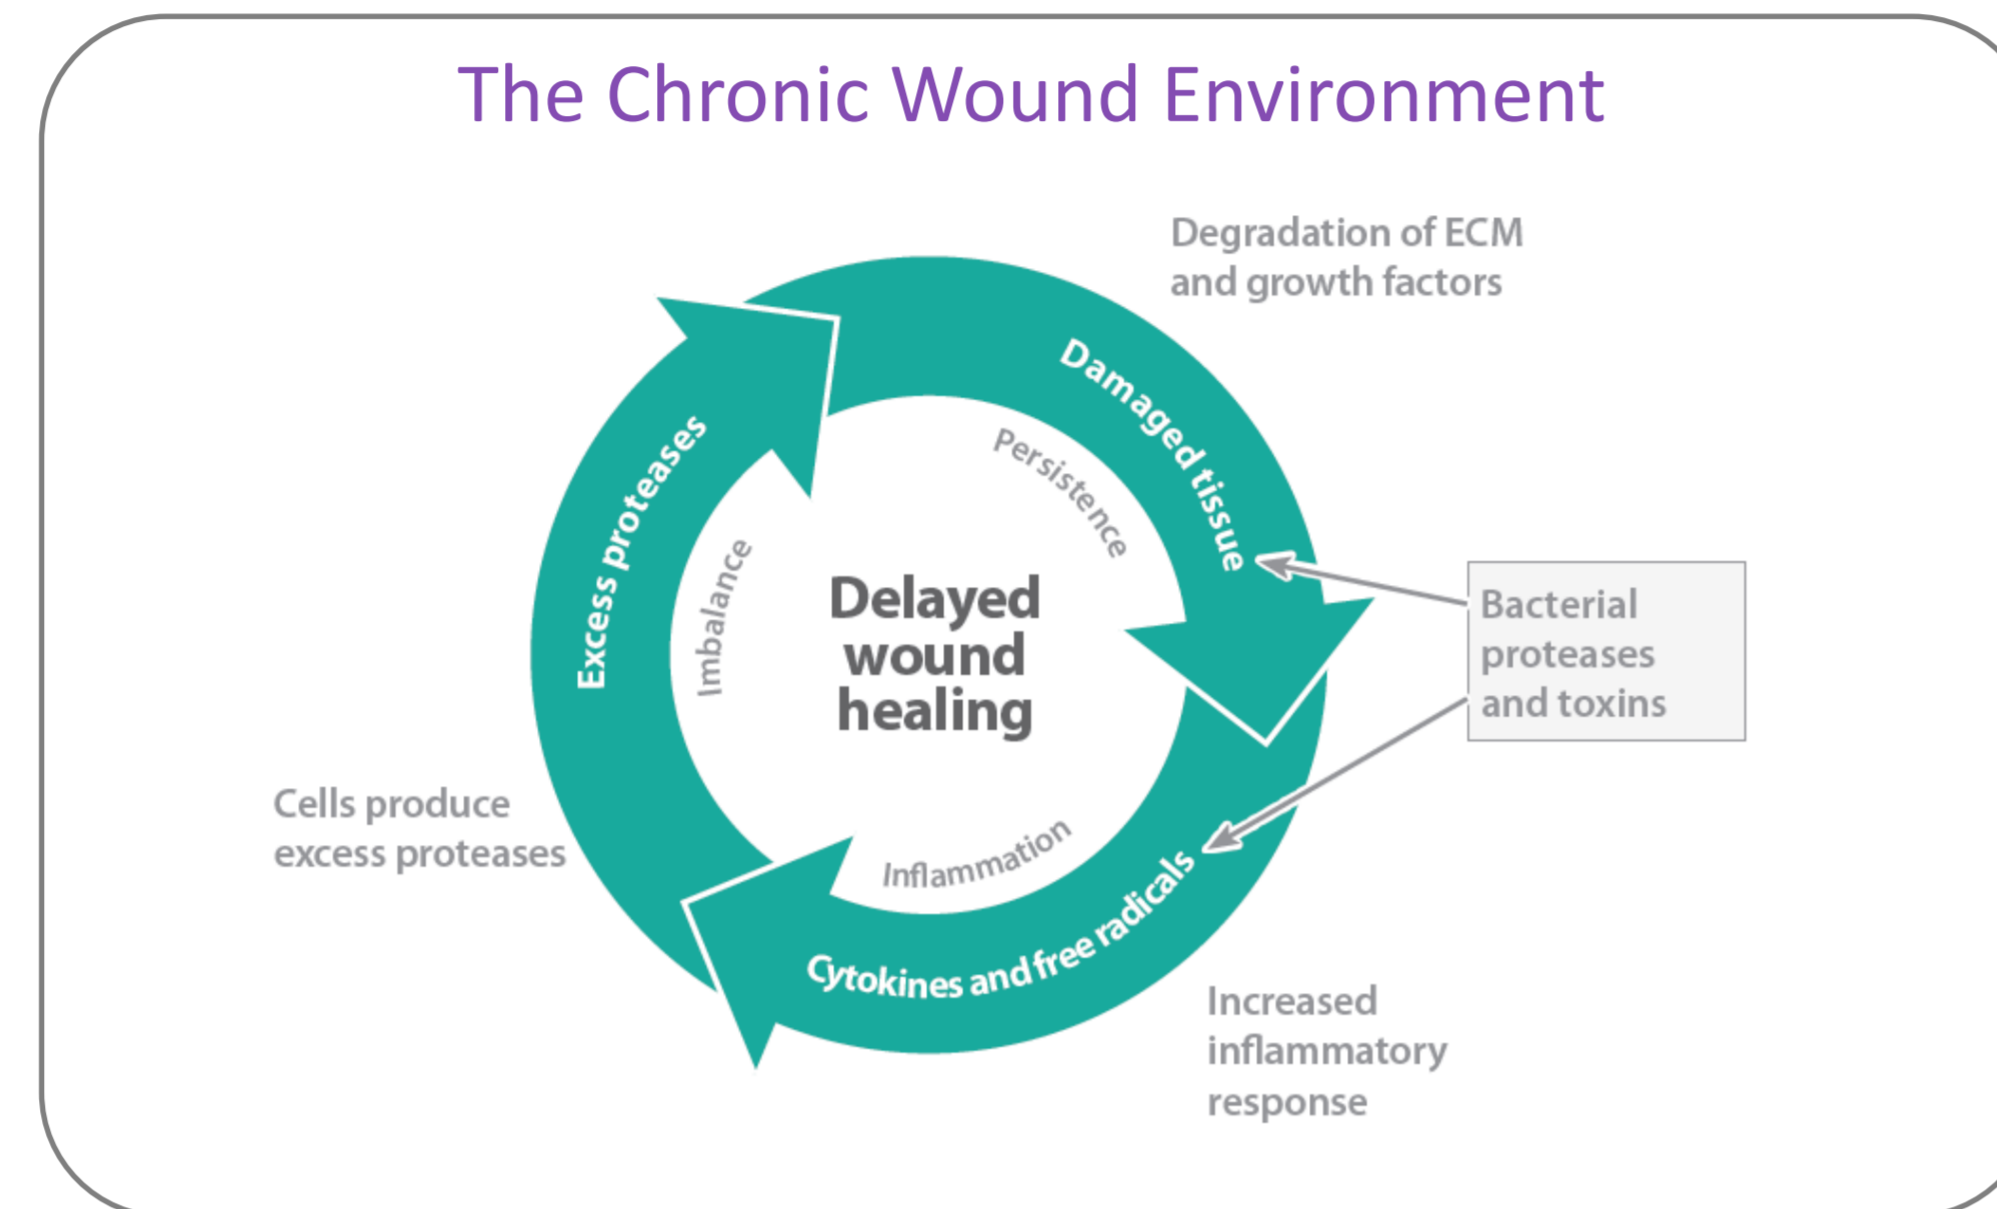 The Chronic Wound Environment
Degradation of ECM
and growth factors
Damaged tissue
Persistence
Excess proteases
Imbalance
Delayed
wound
healing
Bacterial
proteases
and toxins
Cells produce
excess proteases
Inflammation
Cytokines and free radicals
Increased
inflammatory
response